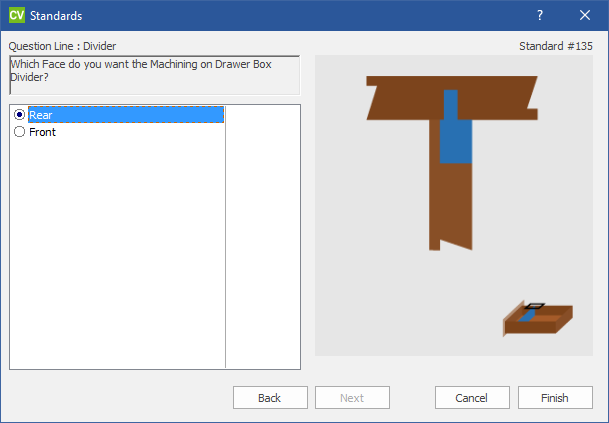 CV Standards ?
Question Line : Divider
Standard #135
Which Face do you want the Machining on Drawer Box
Divider?
Rear
Front
Back
Next
Cancel
Finish